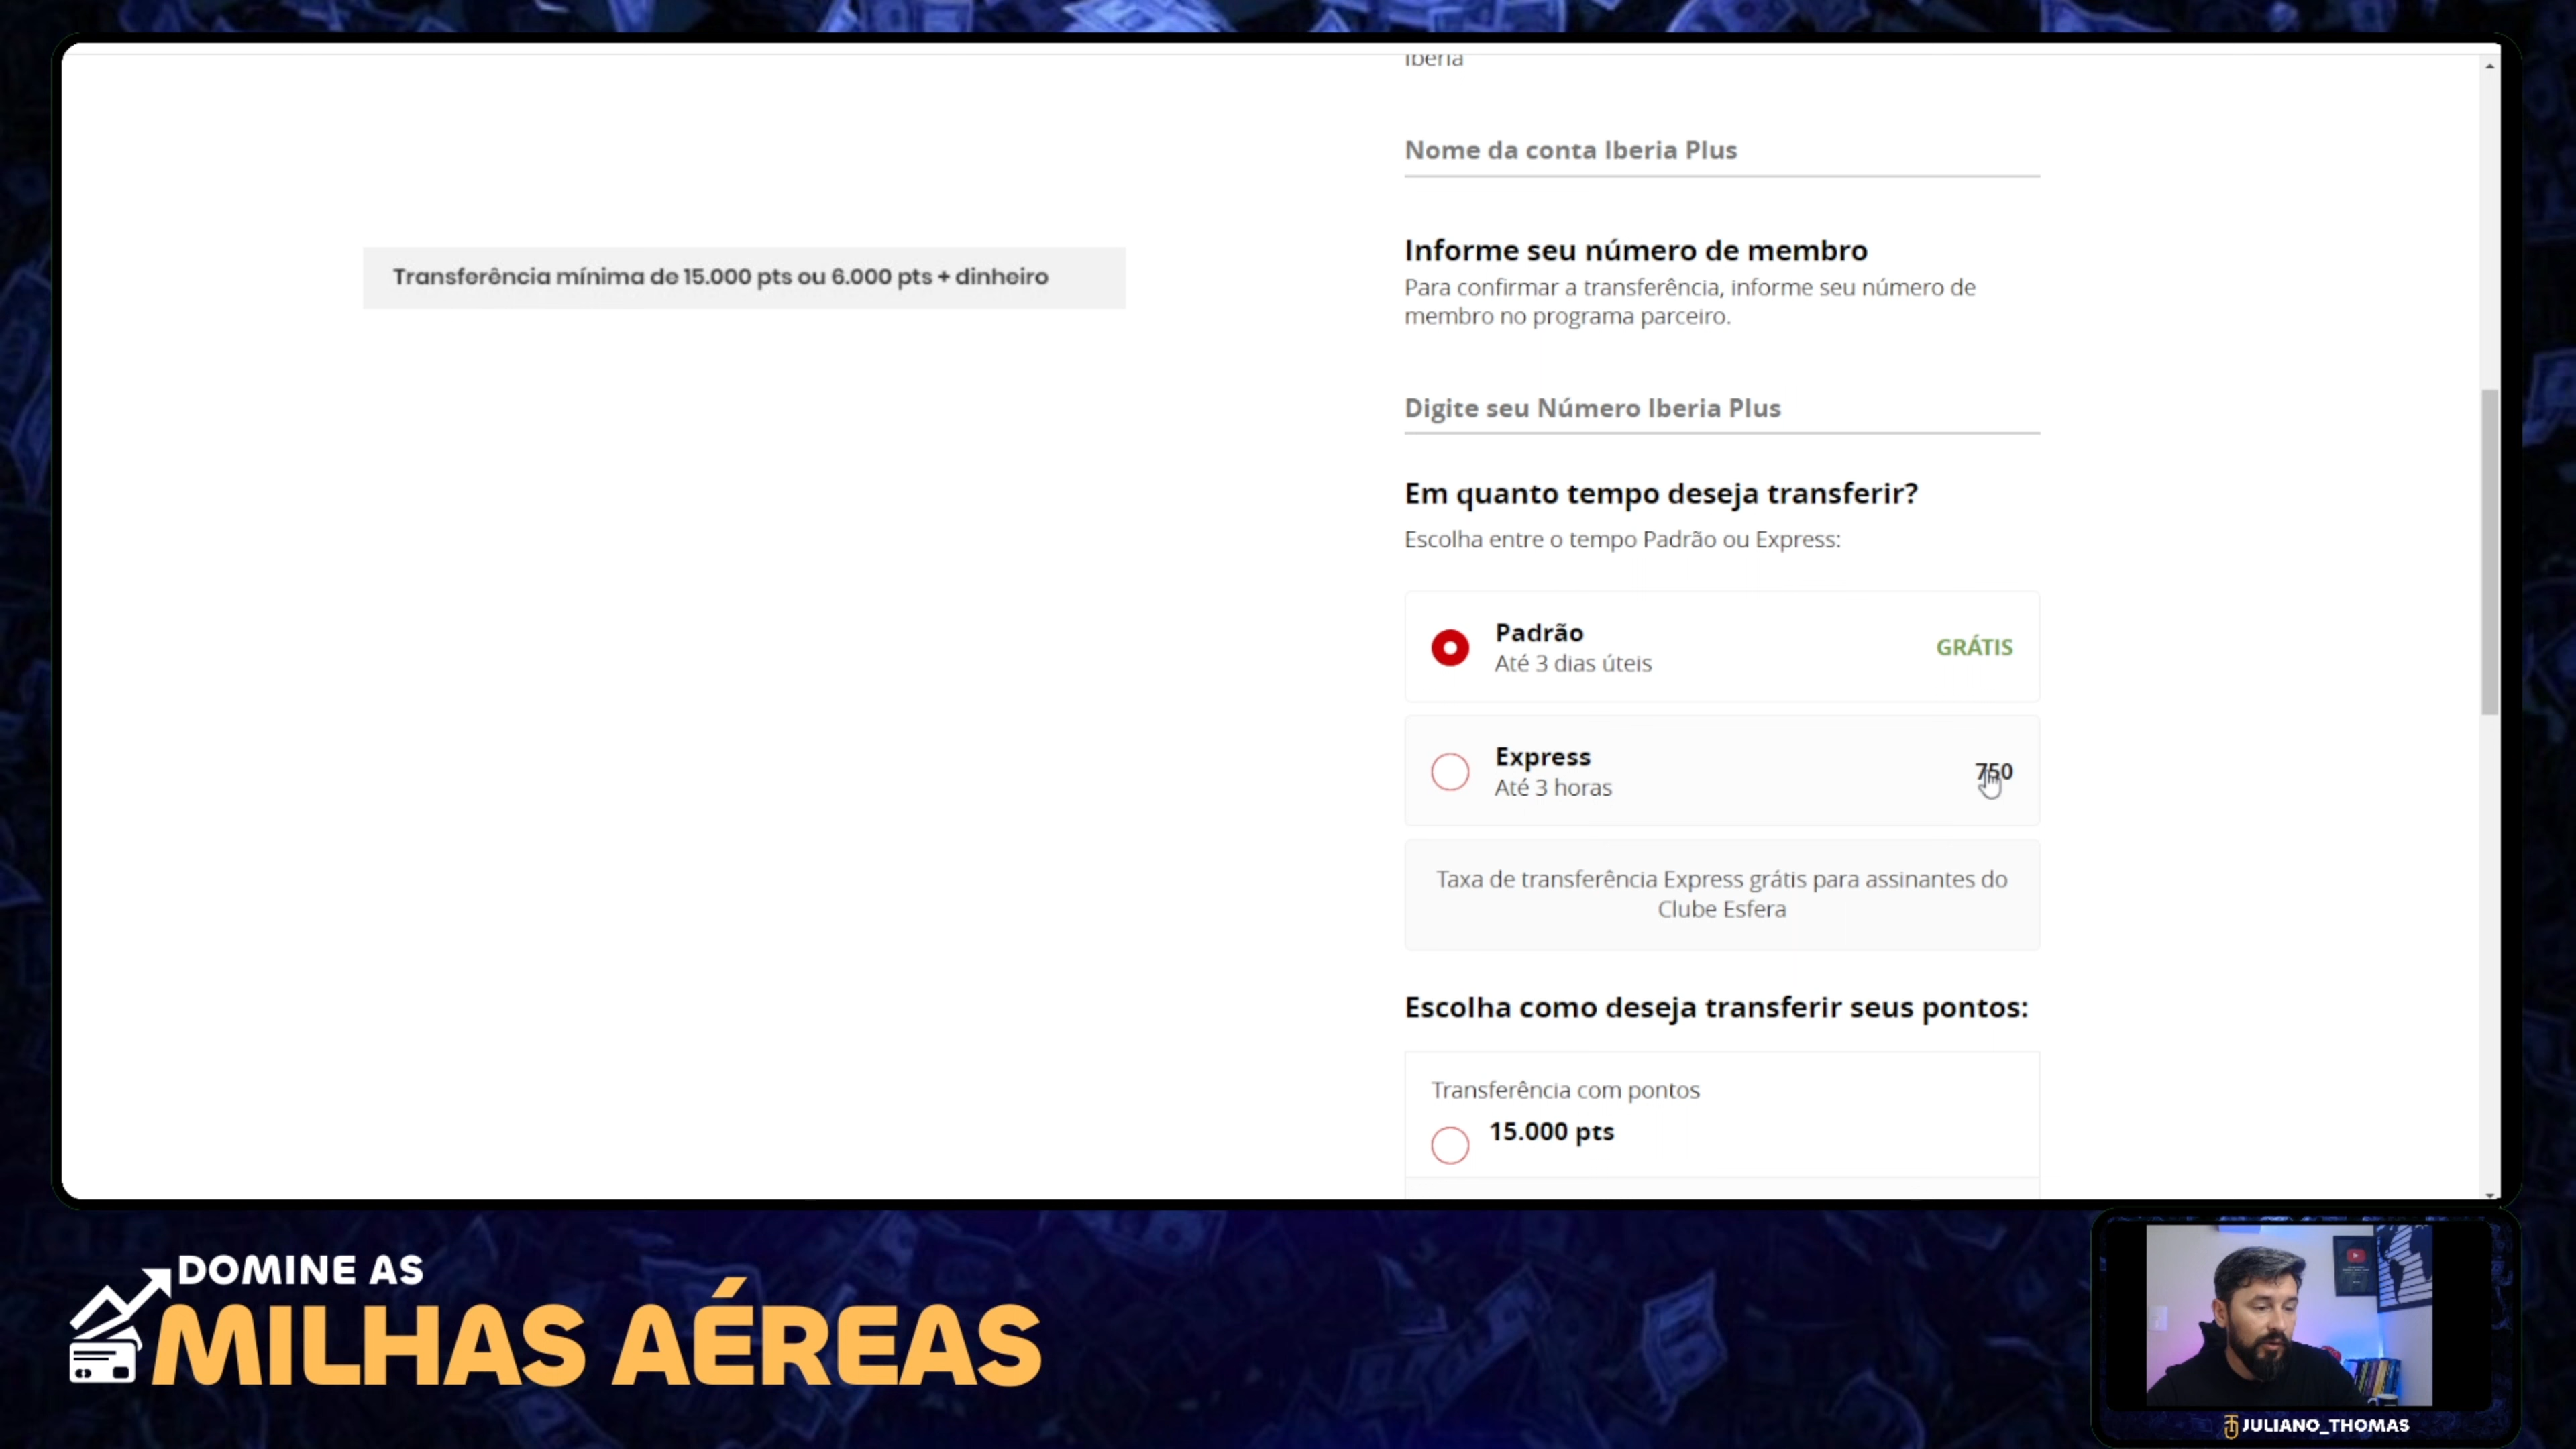 Iberia
Nome da conta Iberia Plus
Transferência mínima de 15.000 pts ou 6.000 pts + dinheiro
Informe seu número de membro
Para confirmar a transferência, informe seu número de
membro no programa parceiro.
Digite seu Número Iberia Plus
Em quanto tempo deseja transferir?
Escolha entre o tempo Padrão ou Express:
Padrão
Até 3 dias úteis
GRÁTIS
Express
Até 3 horas
750
Taxa de transferência Express grátis para assinantes do
Clube Esfera
Escolha como deseja transferir seus pontos:
Transferência com pontos
15.000 pts
DOMINE AS
MILHAS AÉREAS
JULIANO_THOMAS